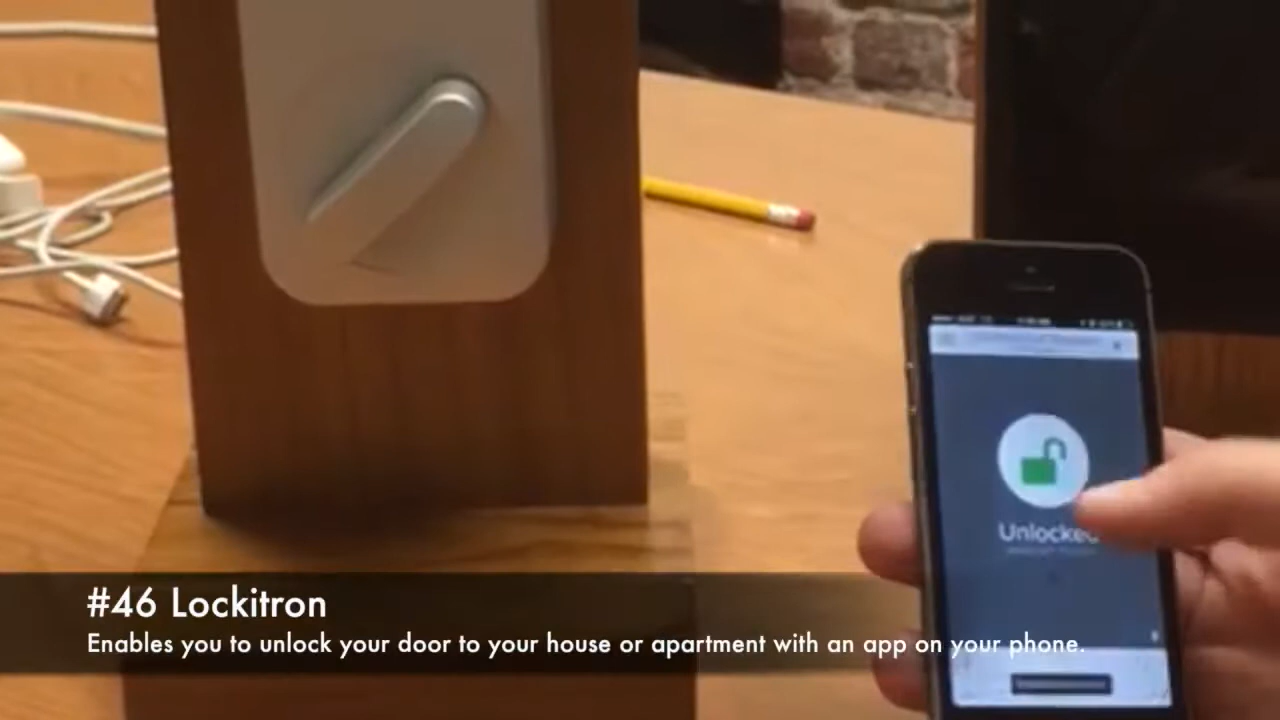 Unlocked
#46 Lockitron
Enables you to unlock your door to your house or apartment with an app on your phone.